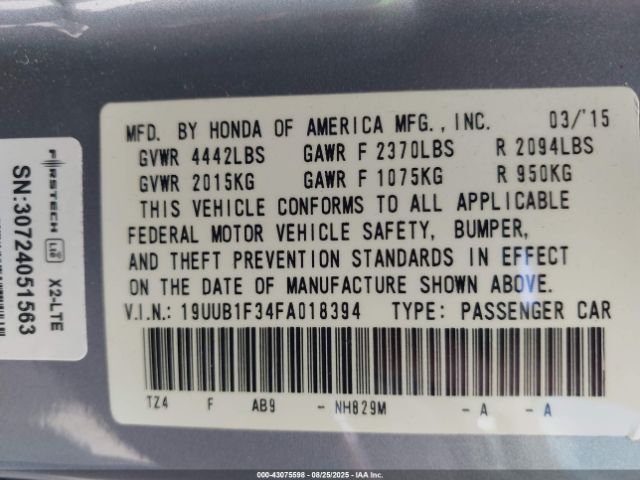 MFD. BY HONDA OF AMERICA MFG., INC. 03/'15
GVWR 4442LBS GAWR F 2370LBS R 2094LBS
GVWR 2015KG GAWR F 1075KG R 950KG
THIS VEHICLE CONFORMS TO ALL APPLICABLE
FEDERAL MOTOR VEHICLE SAFETY, BUMPER,
AND THEFT PREVENTION STANDARDS IN EFFECT
ON THE DATE OF MANUFACTURE SHOWN ABOVE.
V.I.N.: 19UUB1F34FA018394 TYPE: PASSENGER CAR
TZ4 F AB9 - NH829M - A - A
FIRSTECH LTE X2-LTE
SN:30724051563
000-43075598 - 08/25/2025 - IAA Inc.